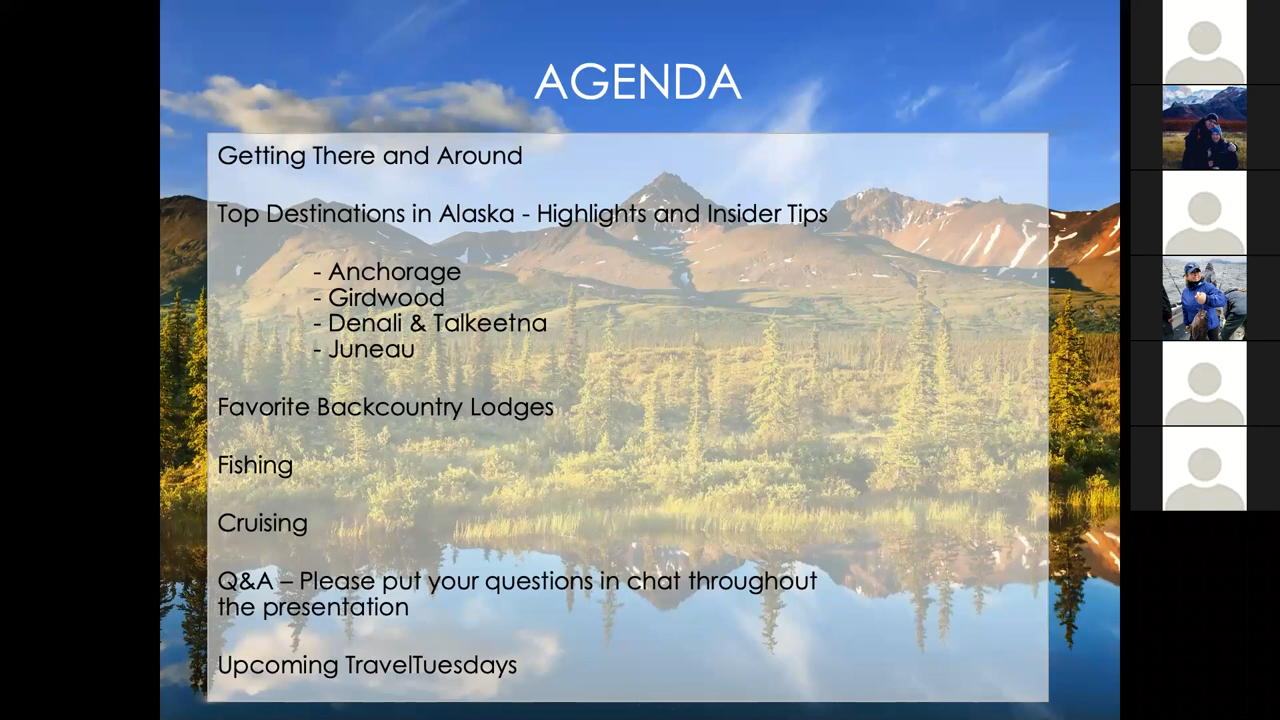 AGENDA
Getting There and Around
Top Destinations in Alaska - Highlights and Insider Tips
- Anchorage
- Girdwood
- Denali & Talkeetna
- Juneau
Favorite Backcountry Lodges
Fishing
Cruising
Q&A – Please put your questions in chat throughout
the presentation
Upcoming TravelTuesdays